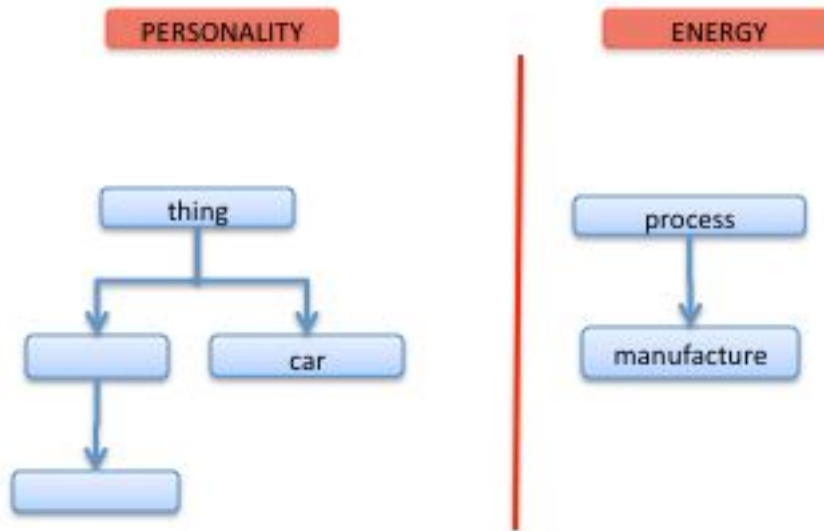 PERSONALITY
ENERGY
thing
process
car
manufacture